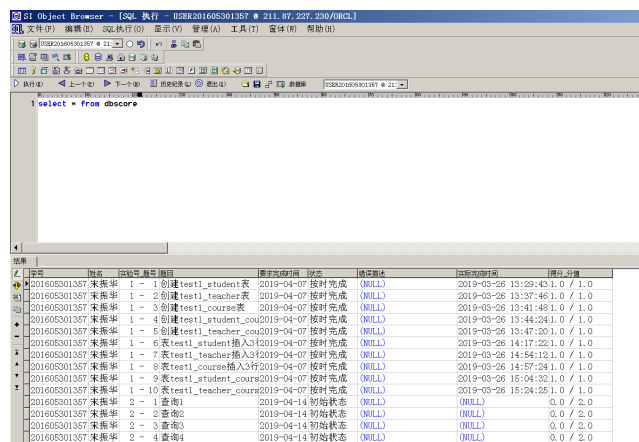 SI Object Browser - [SQL 执行 - USER201605301357 @ 211.87.227.230/ORCL]
文件(F) 编辑(E) SQL执行(O) 显示(V) 管理(A) 工具(T) 窗体(W) 帮助(H)
USER201605301357 @ 21:
执行(E) 上一个(E) 下一个(N) 历史纪录(L) 退出(Z) 数据库 USER201605301357 @ 21:
1 select * from dbscore
结果
学号 姓名 实验号_题号 题目 要求完成时间 状态 错误描述 实际完成时间 得分_分值
201605301357 宋振华 1 - 1 创建test1_student表 2019-04-07 按时完成 (NULL) 2019-03-26 13:29:43 1.0 / 1.0
201605301357 宋振华 1 - 2 创建test1_teacher表 2019-04-07 按时完成 (NULL) 2019-03-26 13:37:46 1.0 / 1.0
201605301357 宋振华 1 - 3 创建test1_course表 2019-04-07 按时完成 (NULL) 2019-03-26 13:41:48 1.0 / 1.0
201605301357 宋振华 1 - 4 创建test1_student_cou 2019-04-07 按时完成 (NULL) 2019-03-26 13:44:24 1.0 / 1.0
201605301357 宋振华 1 - 5 创建test1_teacher_cou 2019-04-07 按时完成 (NULL) 2019-03-26 13:47:20 1.0 / 1.0
201605301357 宋振华 1 - 6 表test1_student插入3行 2019-04-07 按时完成 (NULL) 2019-03-26 14:17:22 1.0 / 1.0
201605301357 宋振华 1 - 7 表test1_teacher插入3行 2019-04-07 按时完成 (NULL) 2019-03-26 14:54:12 1.0 / 1.0
201605301357 宋振华 1 - 8 表test1_course插入3行 2019-04-07 按时完成 (NULL) 2019-03-26 14:57:24 1.0 / 1.0
201605301357 宋振华 1 - 9 表test1_student_cours 2019-04-07 按时完成 (NULL) 2019-03-26 15:04:32 1.0 / 1.0
201605301357 宋振华 1 - 10 表test1_teacher_cours 2019-04-07 按时完成 (NULL) 2019-03-26 15:24:25 1.0 / 1.0
201605301357 宋振华 2 - 1 查询1 2019-04-14 初始状态 (NULL) (NULL) 0.0 / 2.0
201605301357 宋振华 2 - 2 查询2 2019-04-14 初始状态 (NULL) (NULL) 0.0 / 2.0
201605301357 宋振华 2 - 3 查询3 2019-04-14 初始状态 (NULL) (NULL) 0.0 / 2.0
201605301357 宋振华 2 - 4 查询4 2019-04-14 初始状态 (NULL) (NULL) 0.0 / 2.0